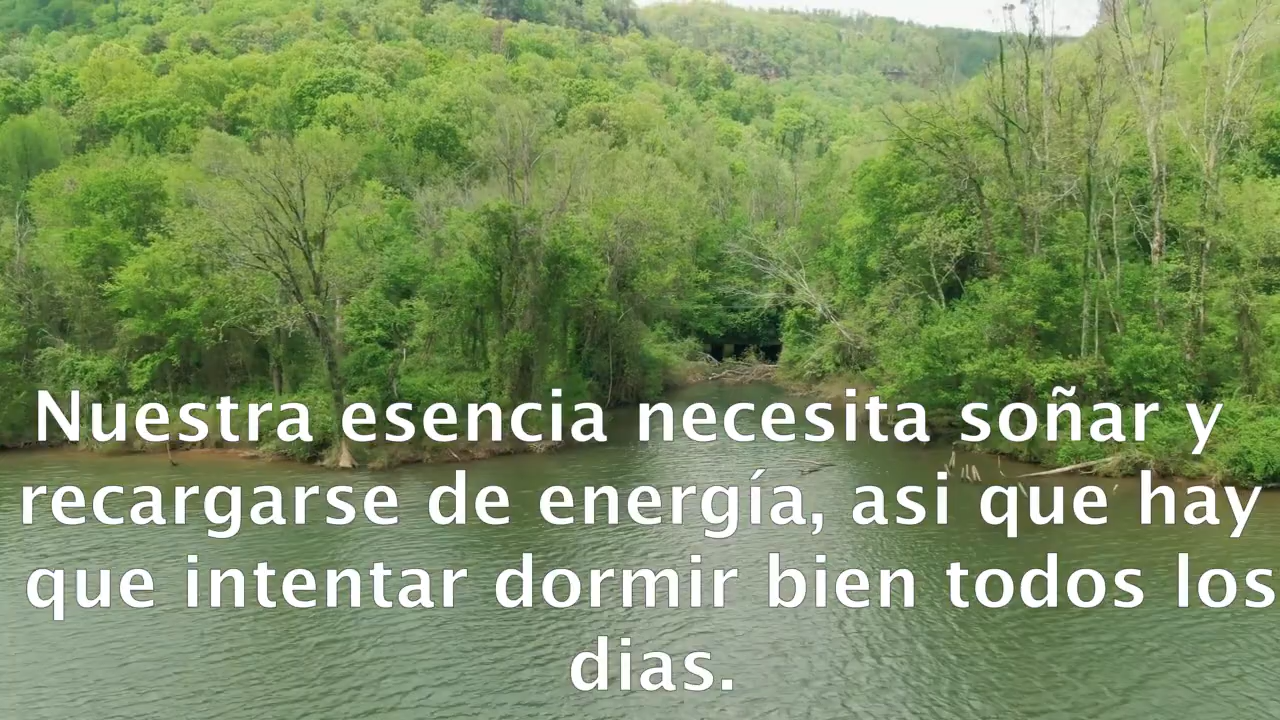 Nuestra esencia necesita soñar y
recargarse de energía, asi que hay
que intentar dormir bien todos los
dias.